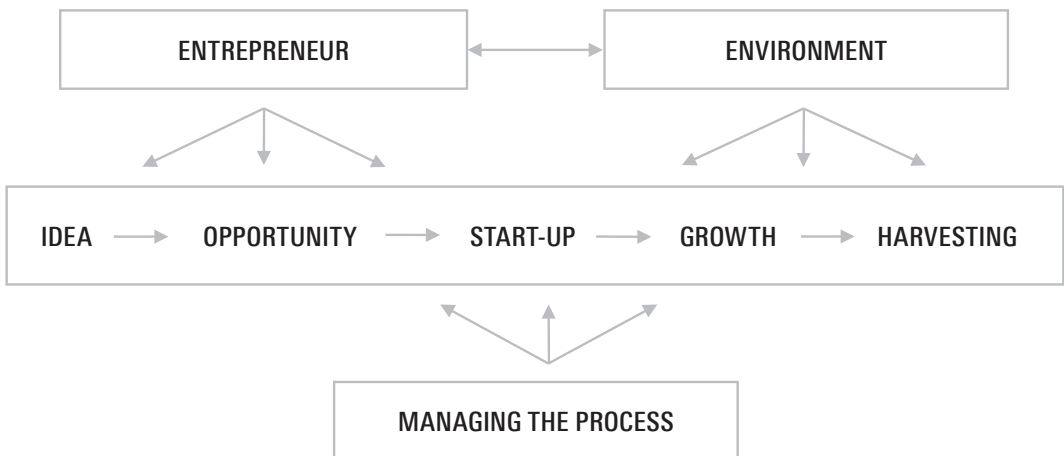 ENTREPRENEUR
ENVIRONMENT
IDEA OPPORTUNITY START-UP GROWTH HARVESTING
MANAGING THE PROCESS